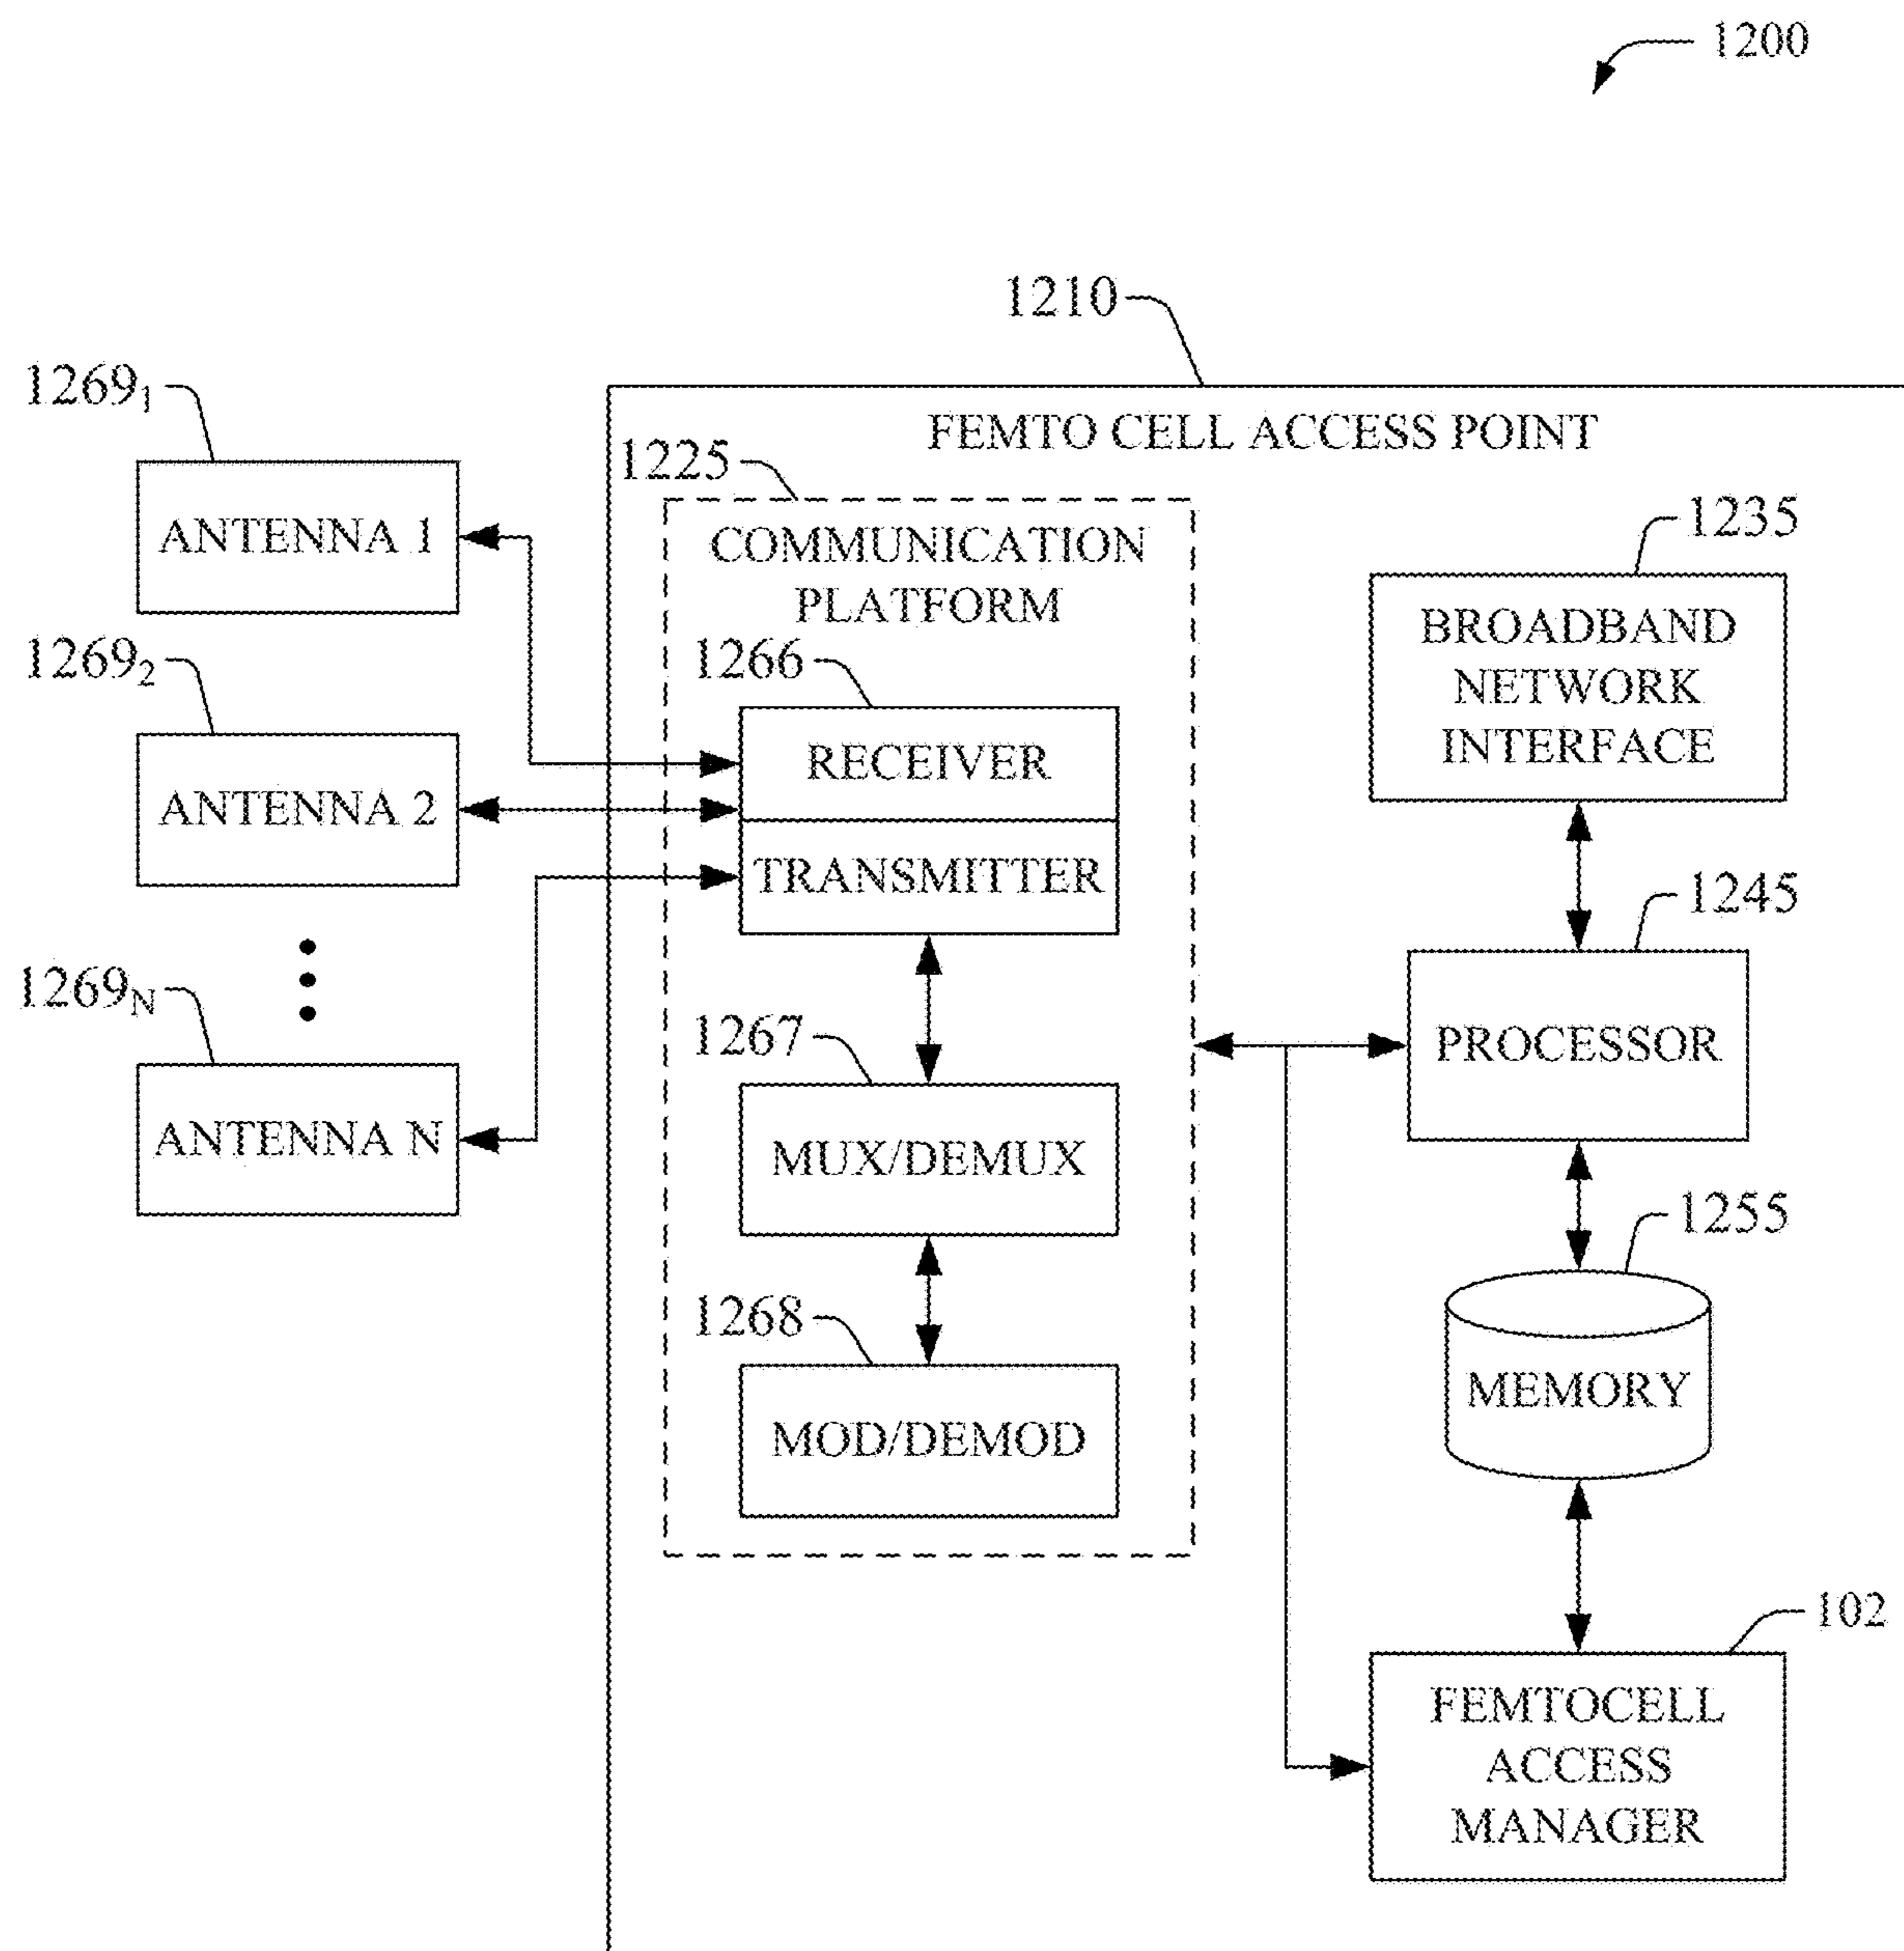 1200
1210
FEMTO CELL ACCESS POINT
1269₁
ANTENNA 1
1269₂
ANTENNA 2
1269N
ANTENNA N
1225
COMMUNICATION
PLATFORM
1266
RECEIVER
TRANSMITTER
1267
MUX/DEMUX
1268
MOD/DEMOD
1235
BROADBAND
NETWORK
INTERFACE
1245
PROCESSOR
1255
MEMORY
102
FEMTOCELL
ACCESS
MANAGER